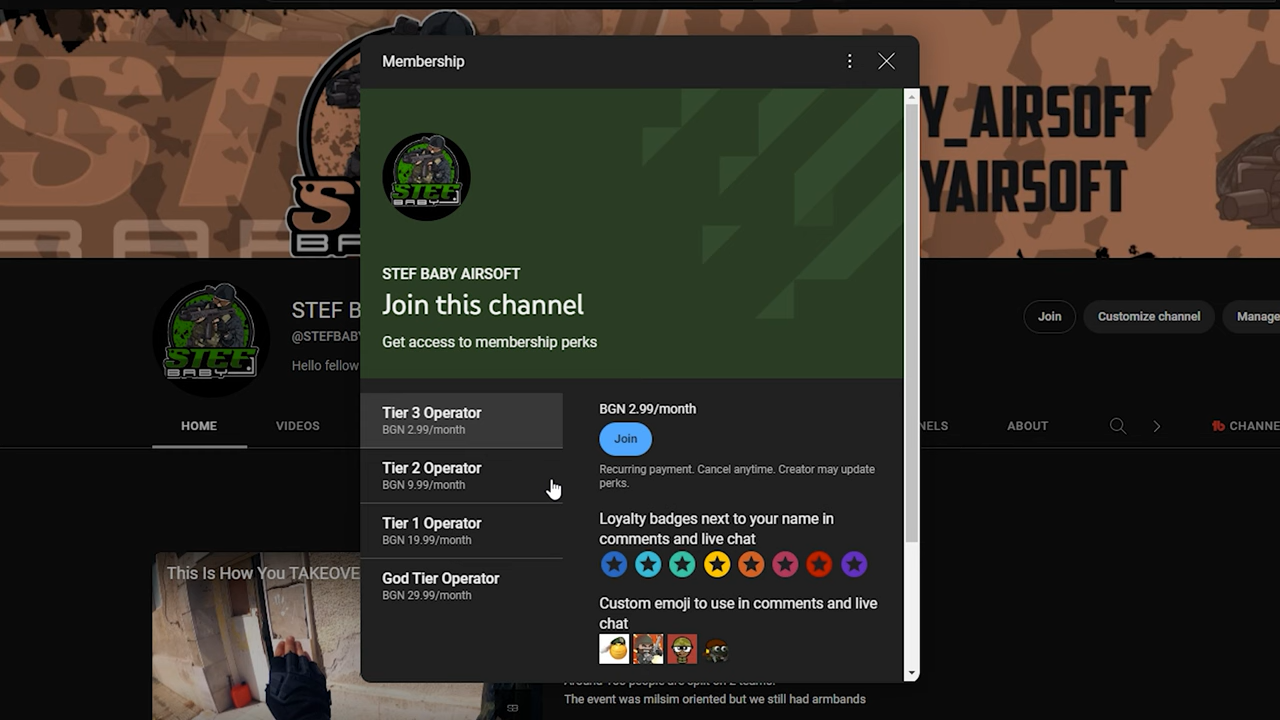 Membership
STEF BABY AIRSOFT
Join this channel
Get access to membership perks
Tier 3 Operator
BGN 2.99/month
Tier 2 Operator
BGN 9.99/month
Tier 1 Operator
BGN 19.99/month
God Tier Operator
BGN 29.99/month
BGN 2.99/month
Join
Recurring payment. Cancel anytime. Creator may update
perks.
Loyalty badges next to your name in
comments and live chat
Custom emoji to use in comments and live
chat
Y_AIRSOFT
YAIRSOFT
STEF
BABY
STEF B
@STEFBABY
Hello fellow
STEF
BABY
Join
Customize channel
Manage
HOME
VIDEOS
NELS
ABOUT
CHANNE
This Is How You TAKEOVE
The event was milsim oriented but we still had armbands